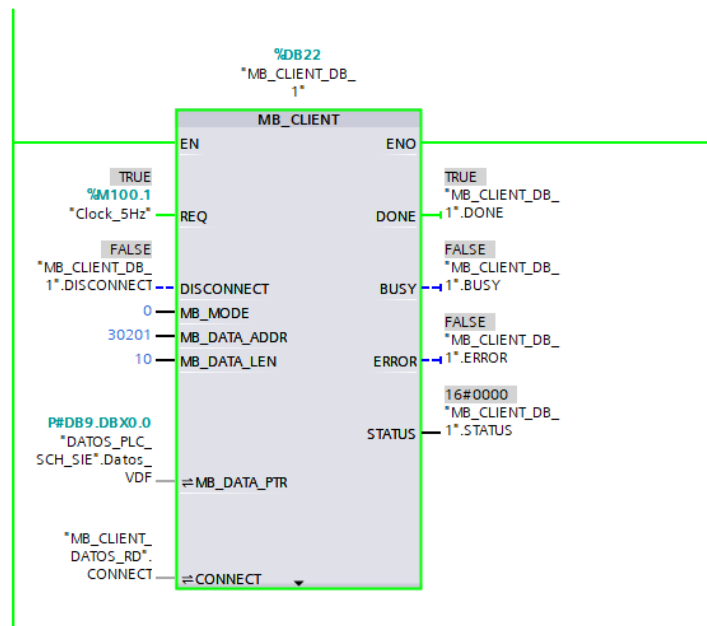 %DB22
"MB_CLIENT_DB_
1"
MB_CLIENT
EN
ENO
TRUE
%M100.1
"Clock_5Hz"
REQ
TRUE
"MB_CLIENT_DB_
1".DONE
DONE
FALSE
"MB_CLIENT_DB_
1".DISCONNECT
DISCONNECT
FALSE
"MB_CLIENT_DB_
1".BUSY
BUSY
0
MB_MODE
30201
MB_DATA_ADDR
10
MB_DATA_LEN
FALSE
"MB_CLIENT_DB_
1".ERROR
ERROR
16#0000
"MB_CLIENT_DB_
1".STATUS
STATUS
P#DB9.DBX0.0
"DATOS_PLC_
SCH_SIE".Datos_
VDF
MB_DATA_PTR
"MB_CLIENT_
DATOS_RD".
CONNECT
CONNECT